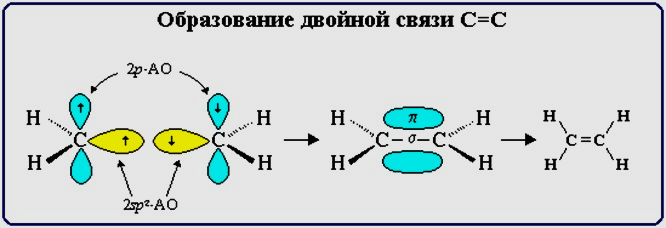 Образование двойной связи C=C
2p-АО
↑ ↓
H H H H H H
C ↑ ↓ C π C – σ – C C = C
H H H H H H
2sp²-АО